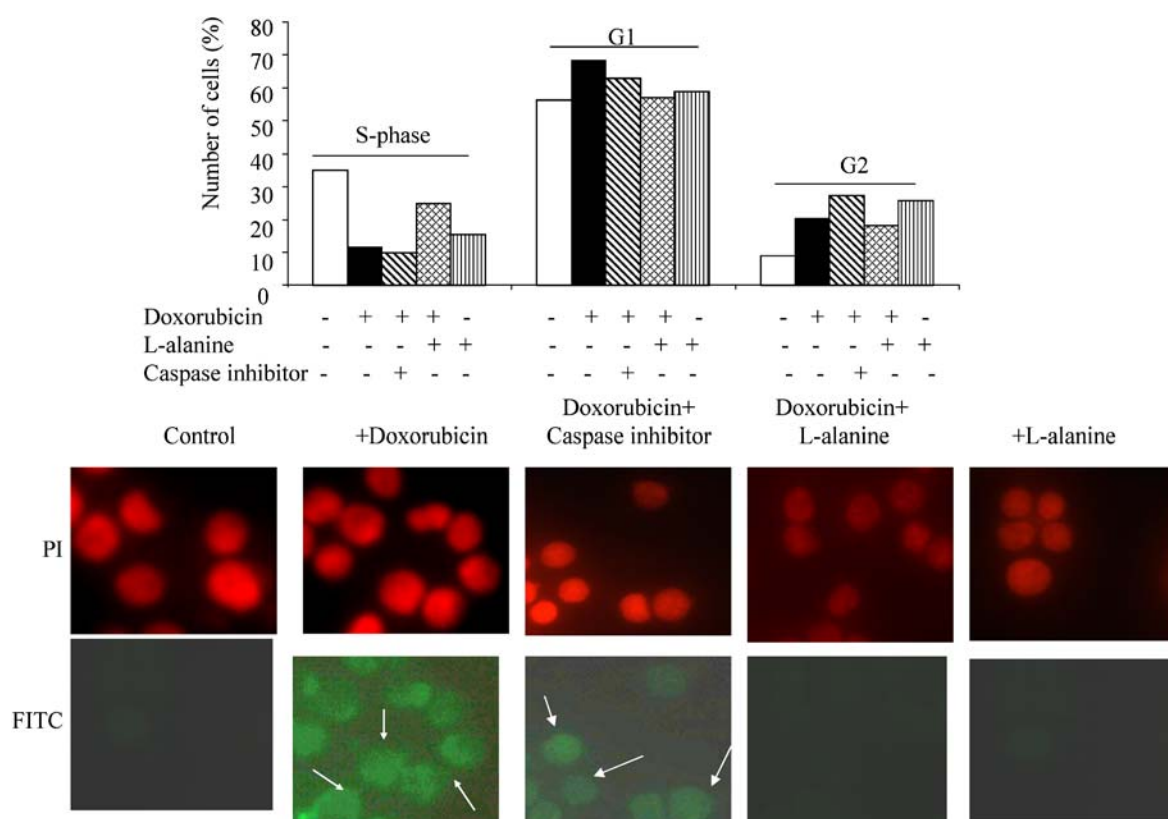 Number of cells (%)
80
70
60
50
40
30
20
10
0
S-phase
G1
G2
Doxorubicin - + + + - - + + + - - + + + -
L-alanine - - - + + - - - + + - - - + +
Caspase inhibitor - - + - - - - + - - - - + - -
Control
+Doxorubicin
Doxorubicin+
Caspase inhibitor
Doxorubicin+
L-alanine
+L-alanine
PI
FITC